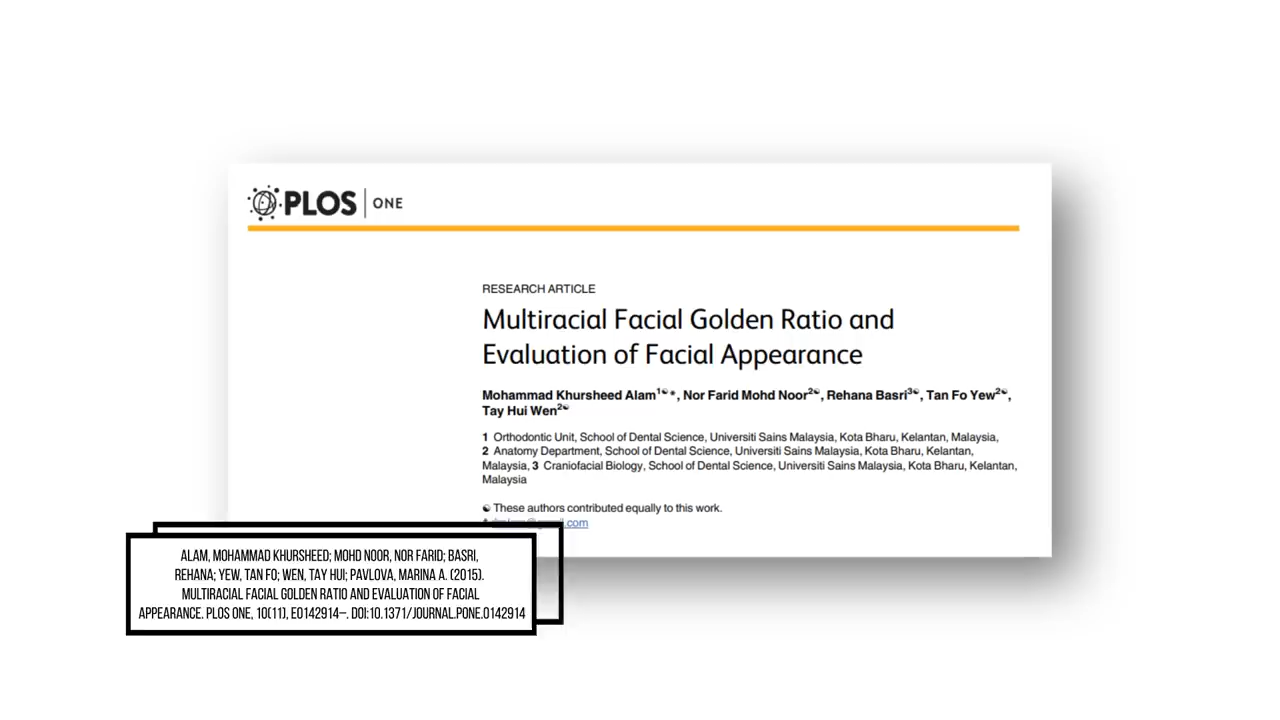 PLOS | ONE
RESEARCH ARTICLE
Multiracial Facial Golden Ratio and
Evaluation of Facial Appearance
Mohammad Khursheed Alam1☯*, Nor Farid Mohd Noor2☯, Rehana Basri3☯, Tan Fo Yew2☯,
Tay Hui Wen2☯
1 Orthodontic Unit, School of Dental Science, Universiti Sains Malaysia, Kota Bharu, Kelantan, Malaysia,
2 Anatomy Department, School of Dental Science, Universiti Sains Malaysia, Kota Bharu, Kelantan,
Malaysia, 3 Craniofacial Biology, School of Dental Science, Universiti Sains Malaysia, Kota Bharu, Kelantan,
Malaysia
☯ These authors contributed equally to this work.
ALAM, MOHAMMAD KHURSHEED; MOHD NOOR, NOR FARID; BASRI,
REHANA; YEW, TAN FO; WEN, TAY HUI; PAVLOVA, MARINA A. (2015).
MULTIRACIAL FACIAL GOLDEN RATIO AND EVALUATION OF FACIAL
APPEARANCE. PLOS ONE, 10(11), E0142914–. DOI:10.1371/JOURNAL.PONE.0142914